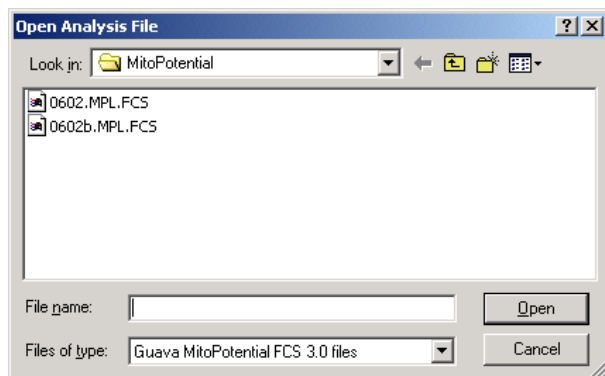 Open Analysis File
Look in: MitoPotential
0602.MPL.FCS
0602b.MPL.FCS
File name: Open
Files of type: Guava MitoPotential FCS 3.0 files Cancel